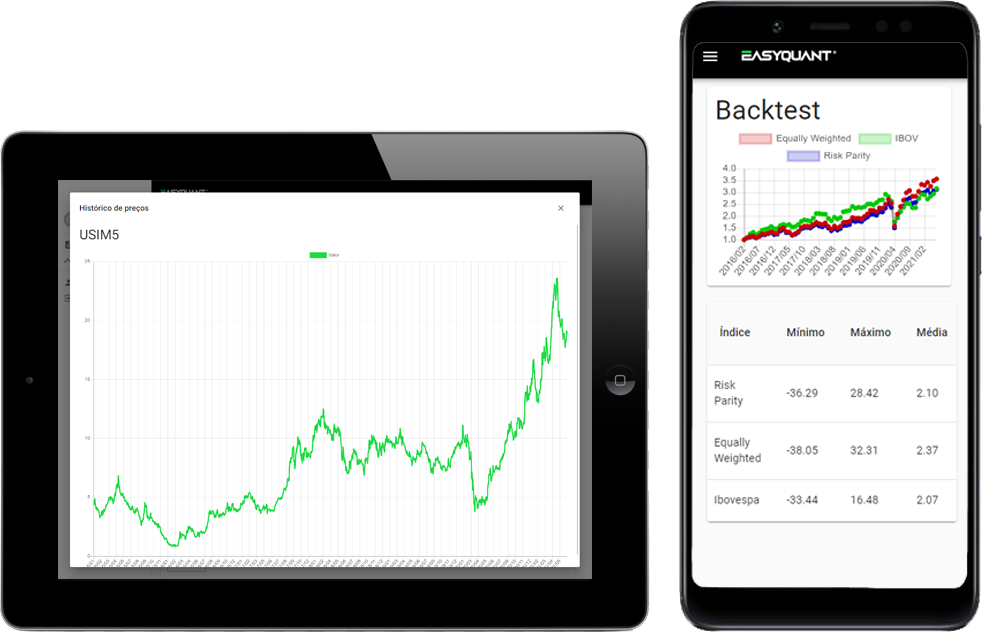 EASYQUANT
Histórico de preços
×
USIM5
Valor
25
20
15
10
5
0
EASYQUANT
Backtest
Equally Weighted
IBOV
Risk Parity
4.0
3.5
3.0
2.5
2.0
1.5
1.0
2016/02 2016/07 2016/12 2017/05 2017/10 2018/03 2018/08 2019/01 2019/06 2019/11 2020/04 2020/09 2021/02
Índice Mínimo Máximo Média
Risk
Parity
-36.29 28.42 2.10
Equally
Weighted
-38.05 32.31 2.37
Ibovespa -33.44 16.48 2.07